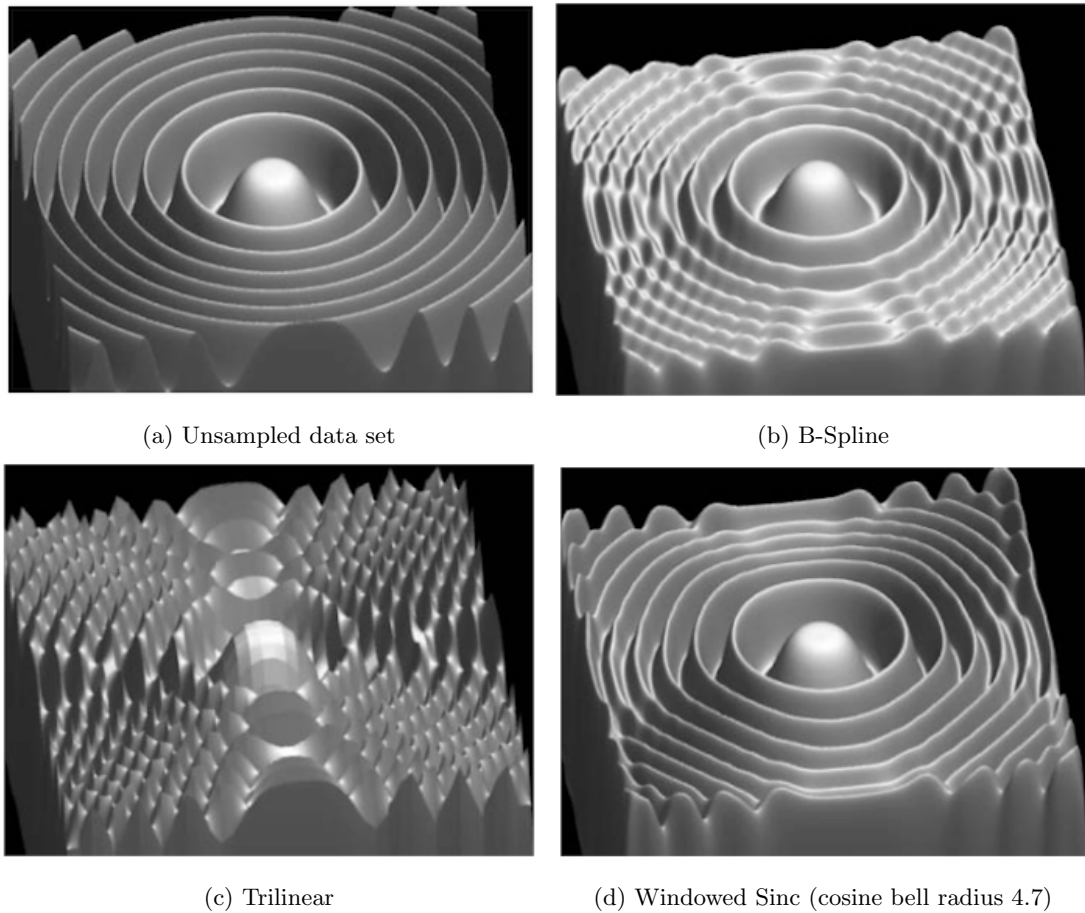 (a) Unsampled data set
(b) B-Spline
(c) Trilinear
(d) Windowed Sinc (cosine bell radius 4.7)